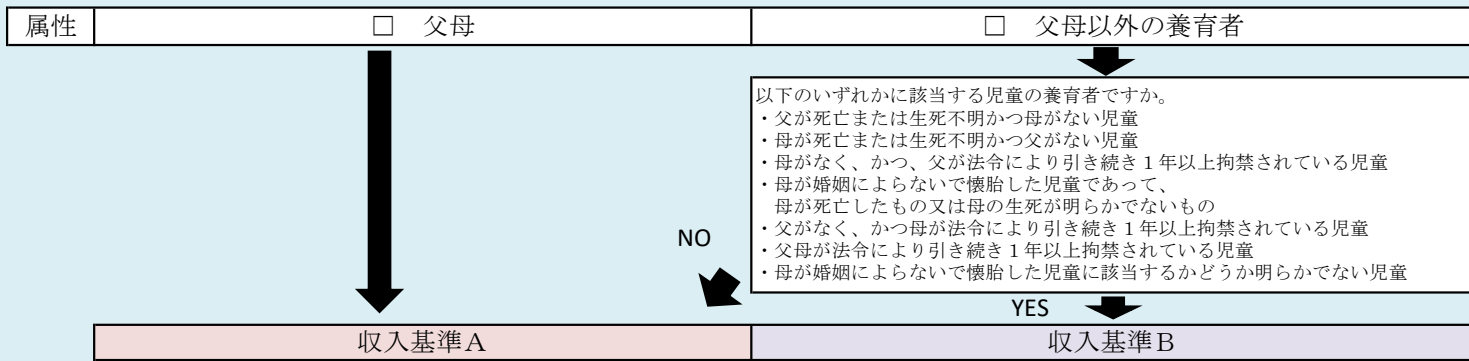 属性
□ 父母
□ 父母以外の養育者
以下のいずれかに該当する児童の養育者ですか。
・父が死亡または生死不明かつ母がない児童
・母が死亡または生死不明かつ父がない児童
・母がなく、かつ、父が法令により引き続き１年以上拘禁されている児童
・母が婚姻によらないで懐胎した児童であって、
母が死亡したもの又は母の生死が明らかでないもの
・父がなく、かつ母が法令により引き続き１年以上拘禁されている児童
・父母が法令により引き続き１年以上拘禁されている児童
・母が婚姻によらないで懐胎した児童に該当するかどうか明らかでない児童
NO
YES
収入基準Ａ
収入基準Ｂ